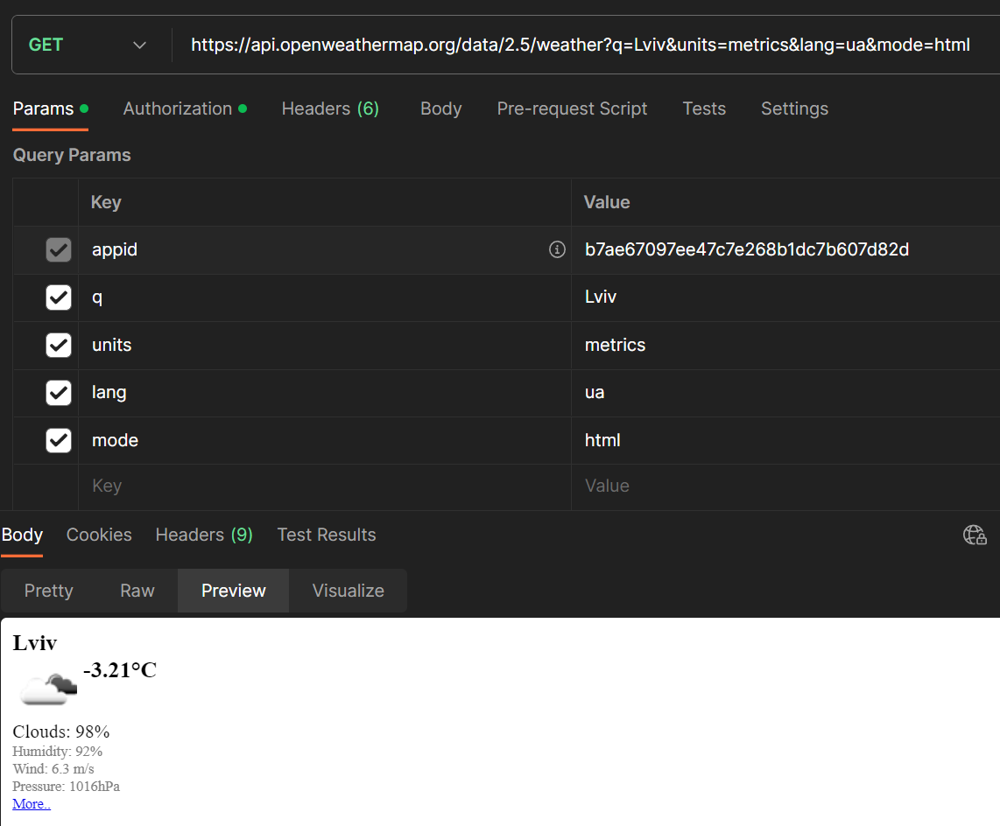 GET https://api.openweathermap.org/data/2.5/weather?q=Lviv&units=metrics&lang=ua&mode=html
Params Authorization Headers (6) Body Pre-request Script Tests Settings
Query Params
Key Value
appid b7ae67097ee47c7e268b1dc7b607d82d
q Lviv
units metrics
lang ua
mode html
Key Value
Body Cookies Headers (9) Test Results
Pretty Raw Preview Visualize
Lviv
-3.21°C
Clouds: 98%
Humidity: 92%
Wind: 6.3 m/s
Pressure: 1016hPa
More..